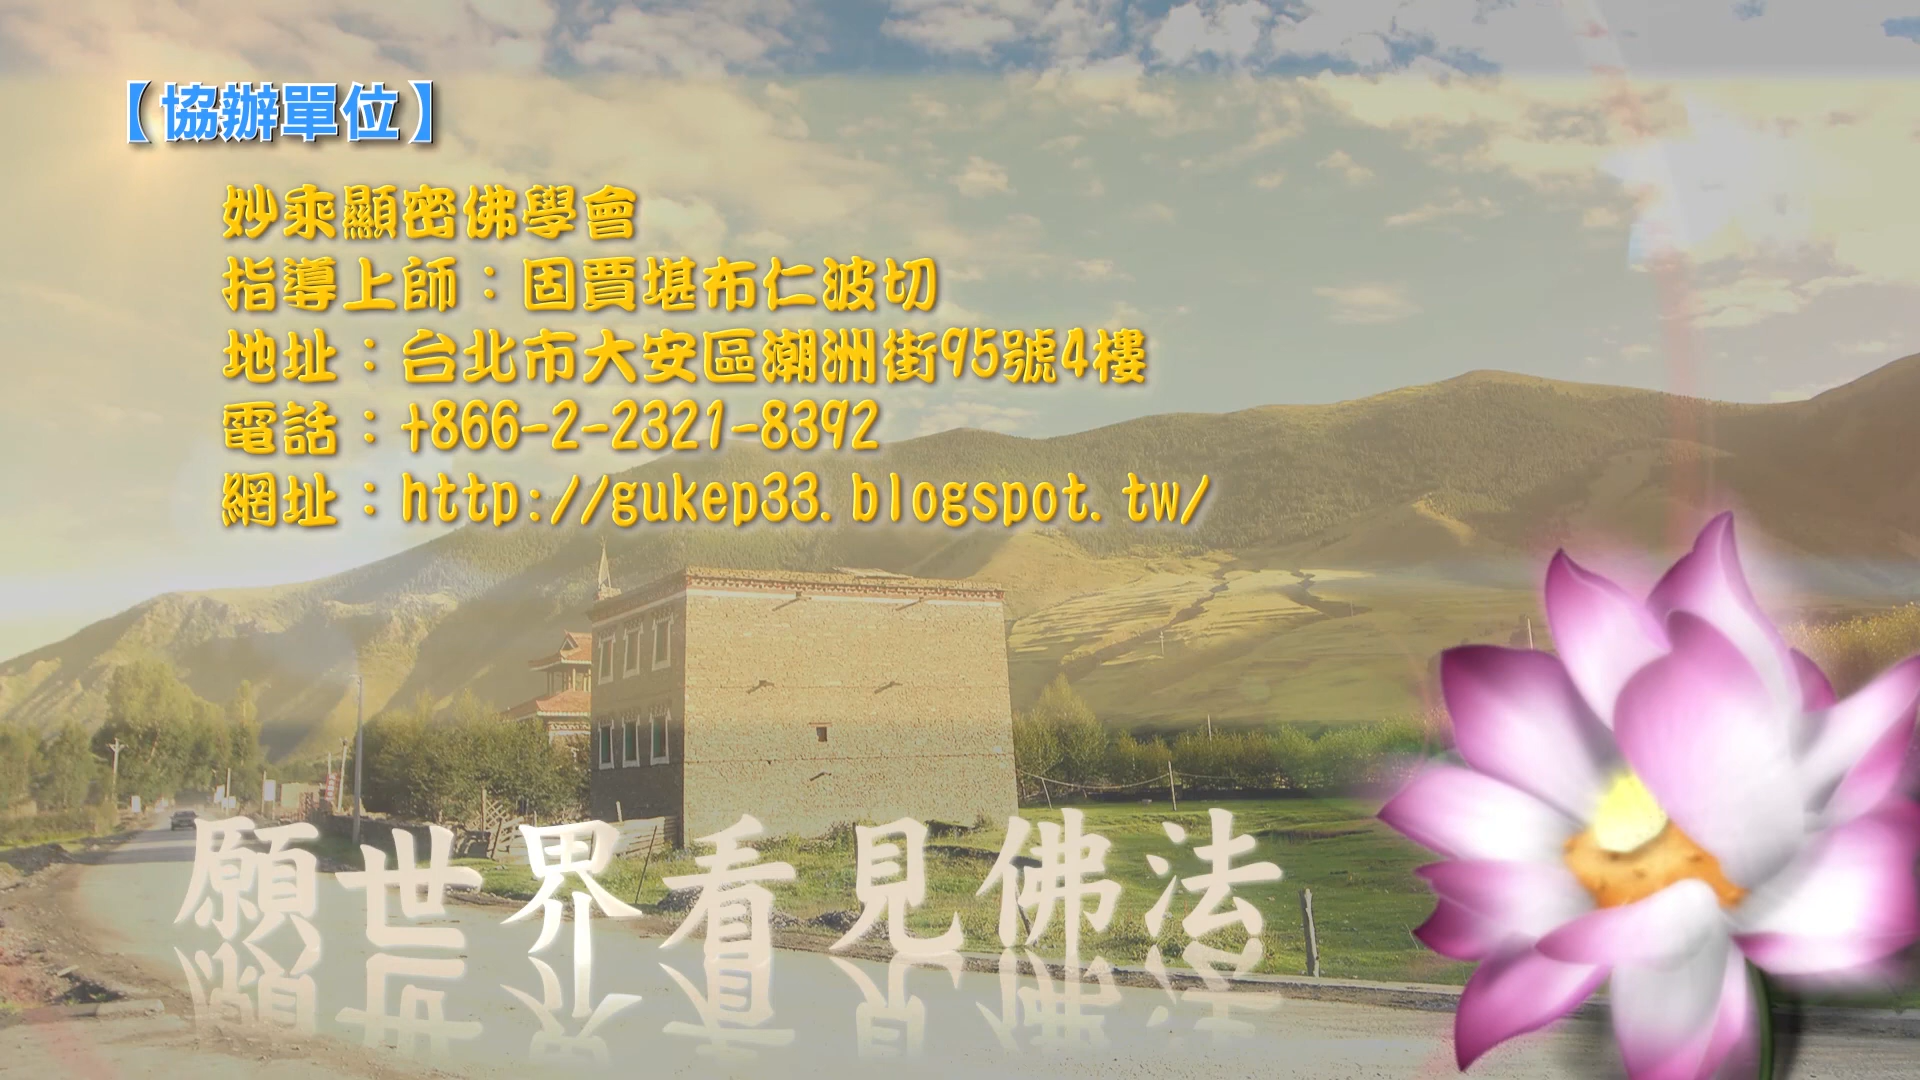 【協辦單位】
妙乘顯密佛學會
指導上師：固賈堪布仁波切
地址：台北市大安區潮洲街95號4樓
電話：+866-2-2321-8392
網址：http://gukep33.blogspot.tw/
願世界看見佛法